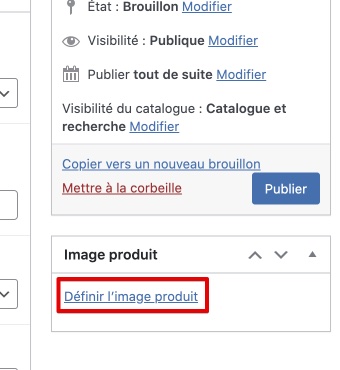 État : Brouillon Modifier
Visibilité : Publique Modifier
Publier tout de suite Modifier
Visibilité du catalogue : Catalogue et
recherche Modifier
Copier vers un nouveau brouillon
Mettre à la corbeille
Publier
Image produit
Définir l’image produit